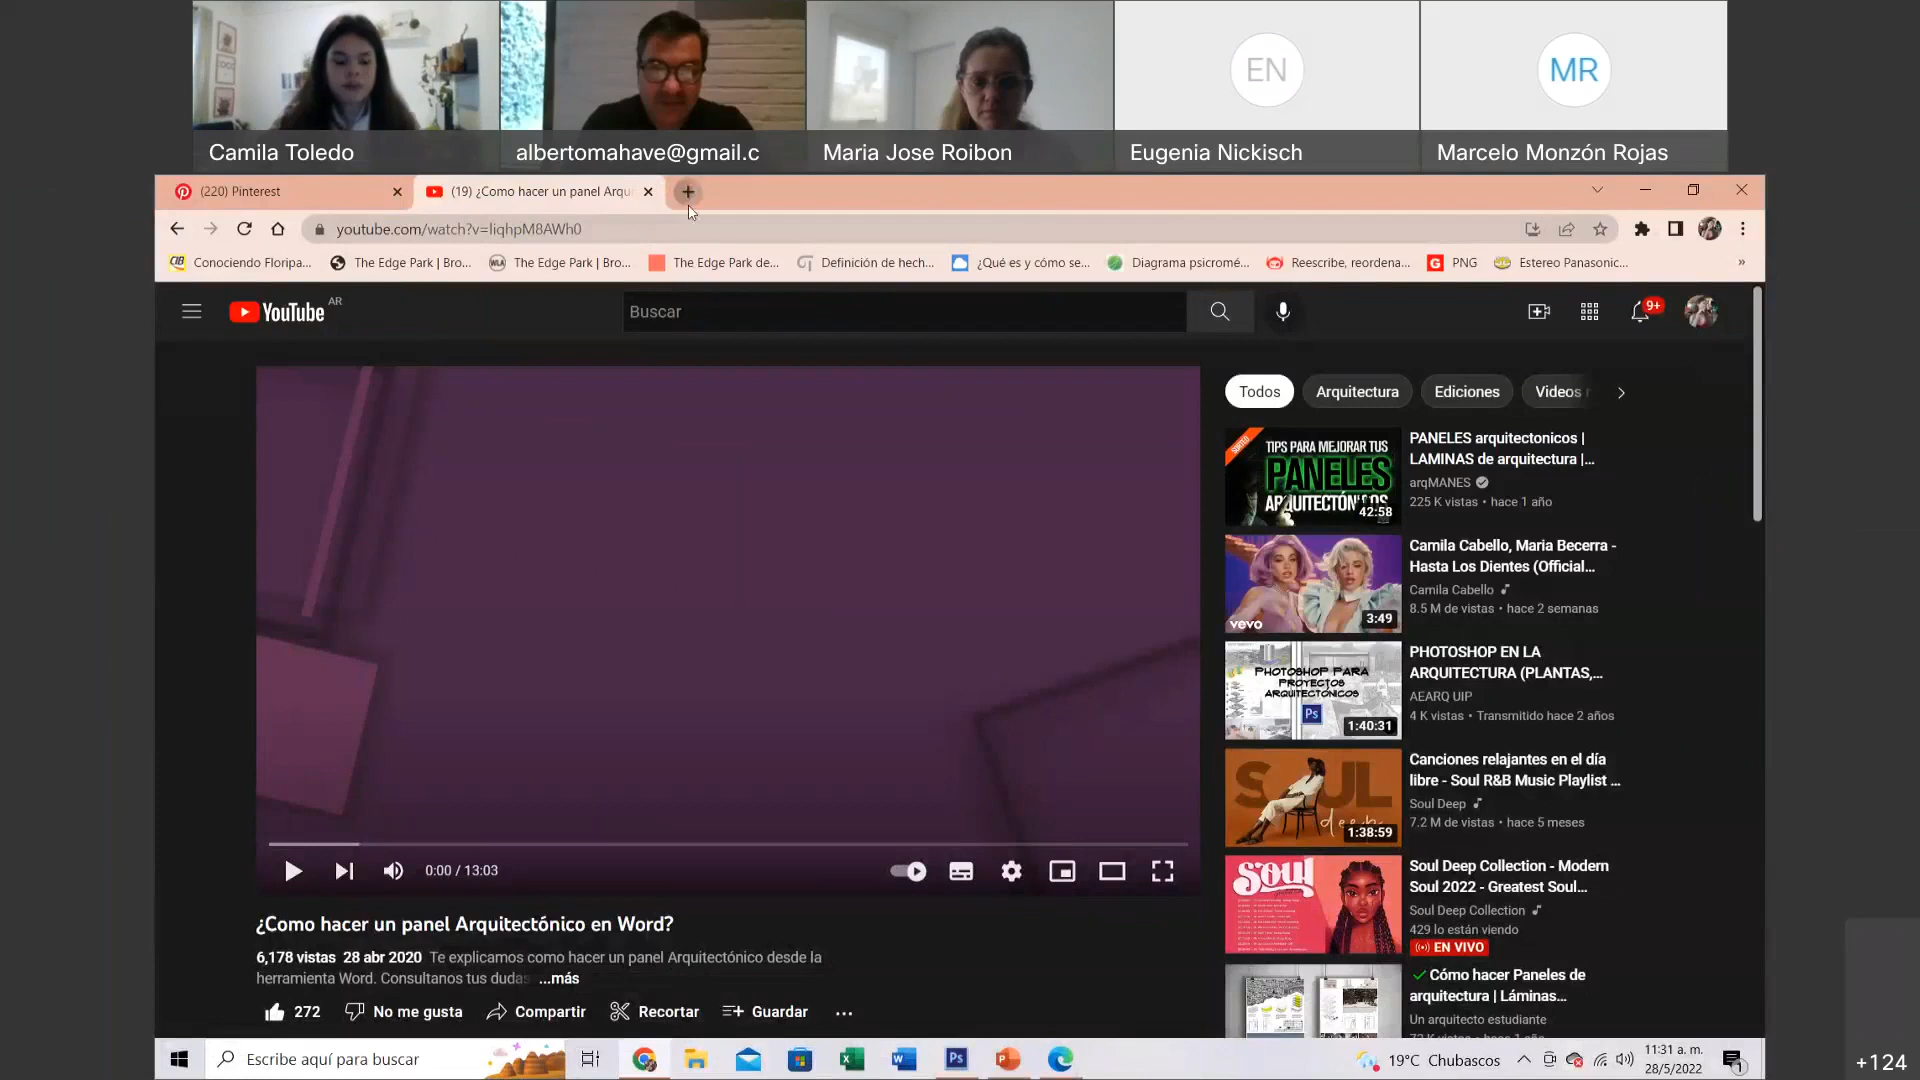 Camila Toledo
albertomahave@gmail.c
Maria Jose Roibon
EN
Eugenia Nickisch
MR
Marcelo Monzón Rojas
(220) Pinterest
(19) ¿Como hacer un panel Arqu
youtube.com/watch?v=liqhpM8AWh0
CIB Conociendo Floripa...
The Edge Park | Bro...
WLA The Edge Park | Bro...
The Edge Park de...
Definición de hech...
¿Qué es y cómo se...
Diagrama psicromé...
Reescribe, reordena...
G PNG
Estereo Panasonic...
»
YouTube AR
Buscar
9+
Todos
Arquitectura
Ediciones
Videos r
SORTEO
TIPS PARA MEJORAR TUS
PANELES
ARQUITECTÓNICOS
42:58
PANELES arquitectonicos |
LAMINAS de arquitectura |...
arqMANES
225 K vistas • hace 1 año
vevo
3:49
Camila Cabello, Maria Becerra -
Hasta Los Dientes (Official...
Camila Cabello
8.5 M de vistas • hace 2 semanas
PHOTOSHOP PARA
PROYECTOS
ARQUITECTONICOS
Ps
1:40:31
PHOTOSHOP EN LA
ARQUITECTURA (PLANTAS,...
AEARQ UIP
4 K vistas • Transmitido hace 2 años
SOUL
deep
1:38:59
Canciones relajantes en el día
libre - Soul R&B Music Playlist ...
Soul Deep
7.2 M de vistas • hace 5 meses
Soul
Soul Deep Collection - Modern
Soul 2022 - Greatest Soul...
Soul Deep Collection
429 lo están viendo
EN VIVO
Cómo hacer Paneles de
arquitectura | Láminas...
Un arquitecto estudiante
0:00 / 13:03
¿Como hacer un panel Arquitectónico en Word?
6,178 vistas 28 abr 2020 Te explicamos como hacer un panel Arquitectónico desde la
herramienta Word. Consultanos tus dudas ...más
272
No me gusta
Compartir
Recortar
Guardar
...
Escribe aquí para buscar
Ps
19°C Chubascos
11:31 a. m.
28/5/2022
1
+124